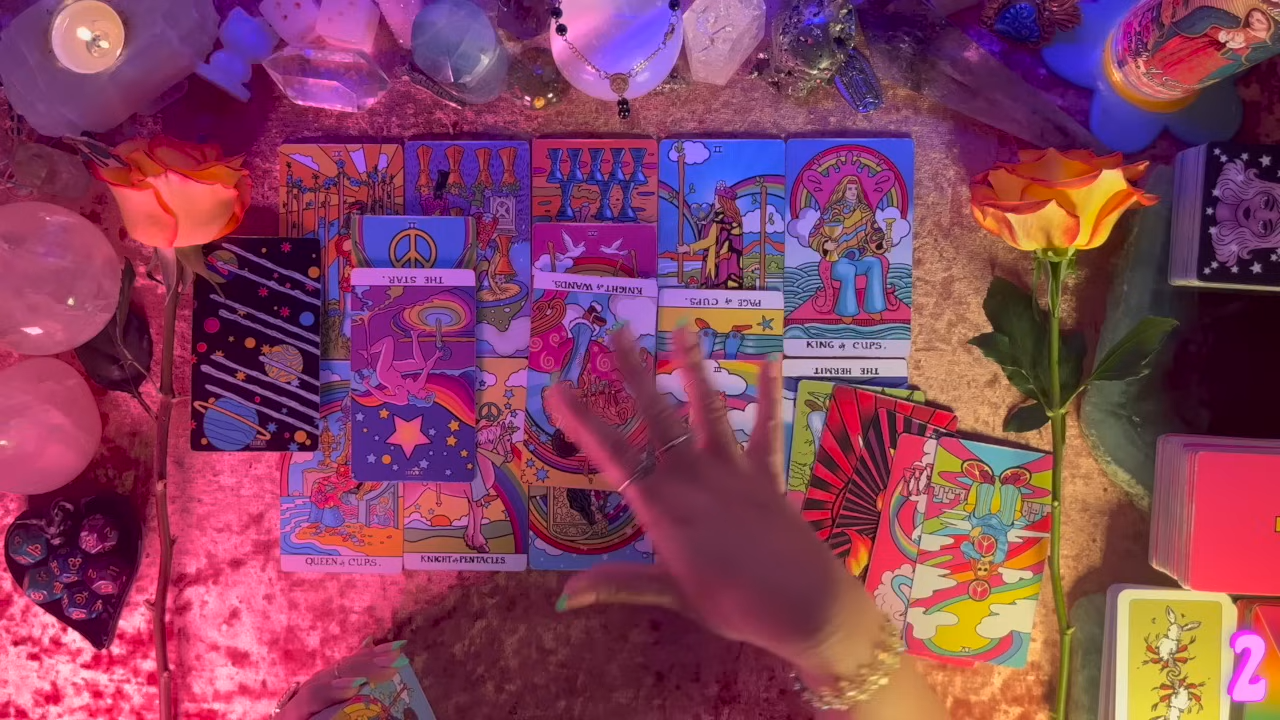 THE STAR.
KNIGHT of WANDS.
PAGE of CUPS.
KING of CUPS.
THE HERMIT.
QUEEN of CUPS.
KNIGHT of PENTACLES.
2